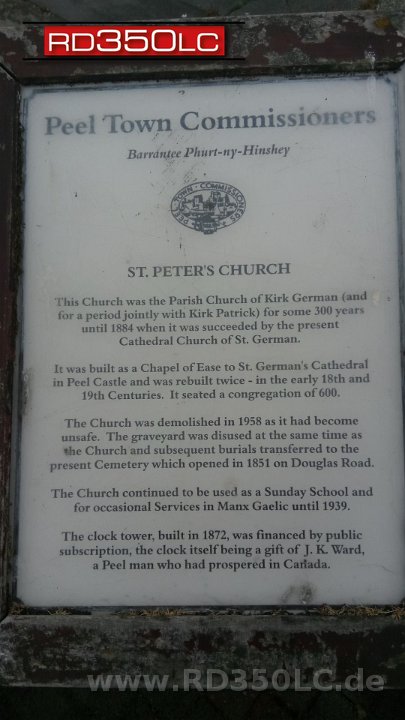 RD350LC
Peel Town Commissioners
Barrantee Phurt-ny-Hinshey
PEEL TOWN COMMISSIONERS
ST. PETER'S CHURCH
This Church was the Parish Church of Kirk German (and
for a period jointly with Kirk Patrick) for some 300 years
until 1884 when it was succeeded by the present
Cathedral Church of St. German.
It was built as a Chapel of Ease to St. German's Cathedral
in Peel Castle and was rebuilt twice - in the early 18th and
19th Centuries. It seated a congregation of 600.
The Church was demolished in 1958 as it had become
unsafe. The graveyard was disused at the same time as
the Church and subsequent burials transferred to the
present Cemetery which opened in 1851 on Douglas Road.
The Church continued to be used as a Sunday School and
for occasional Services in Manx Gaelic until 1939.
The clock tower, built in 1872, was financed by public
subscription, the clock itself being a gift of J. K. Ward,
a Peel man who had prospered in Canada.
www.RD350LC.de